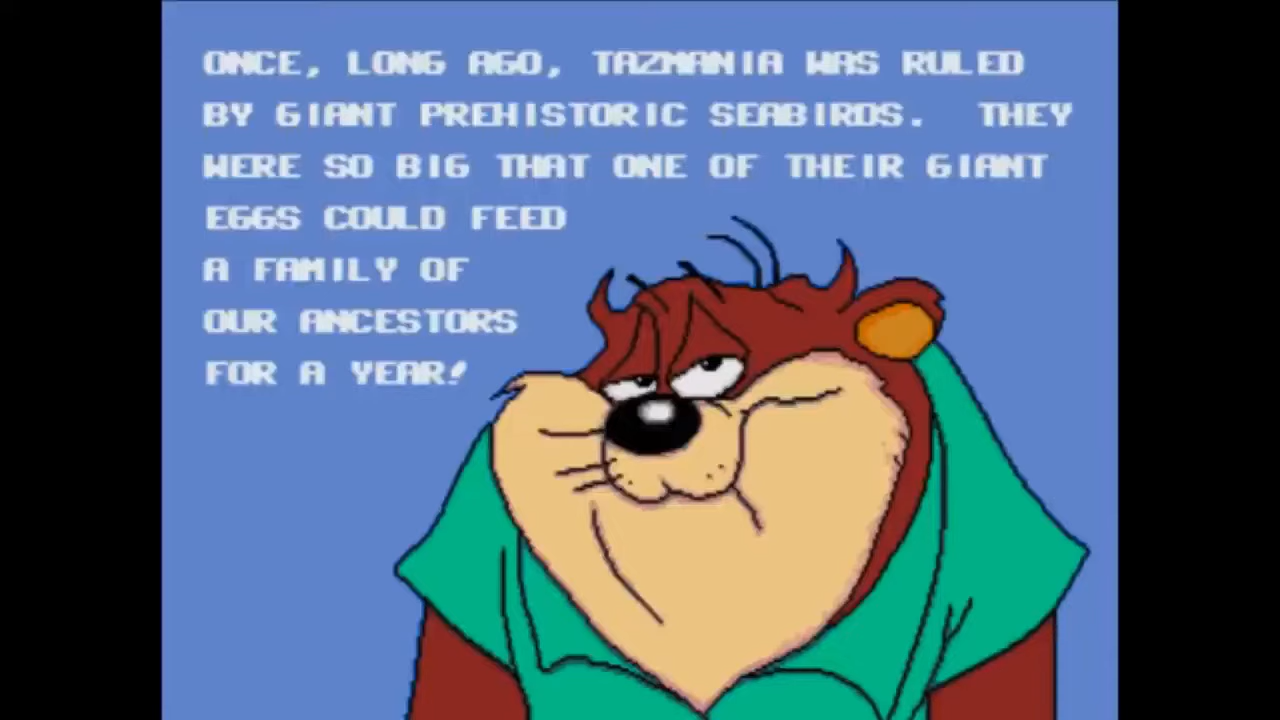 ONCE, LONG AGO, TAZMANIA WAS RULED
BY GIANT PREHISTORIC SEABIRDS. THEY
WERE SO BIG THAT ONE OF THEIR GIANT
EGGS COULD FEED
A FAMILY OF
OUR ANCESTORS
FOR A YEAR!